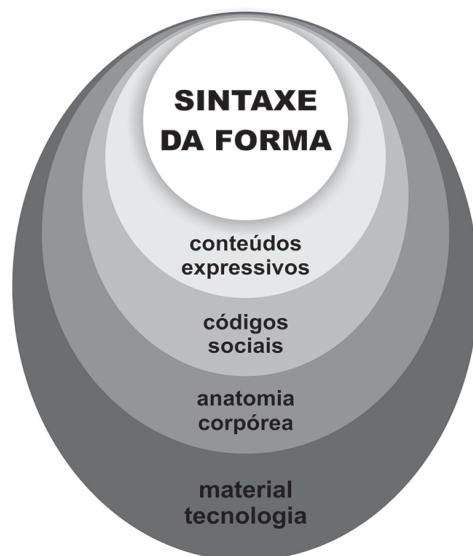 SINTAXE
DA FORMA
conteúdos
expressivos
códigos
sociais
anatomia
corpórea
material
tecnologia